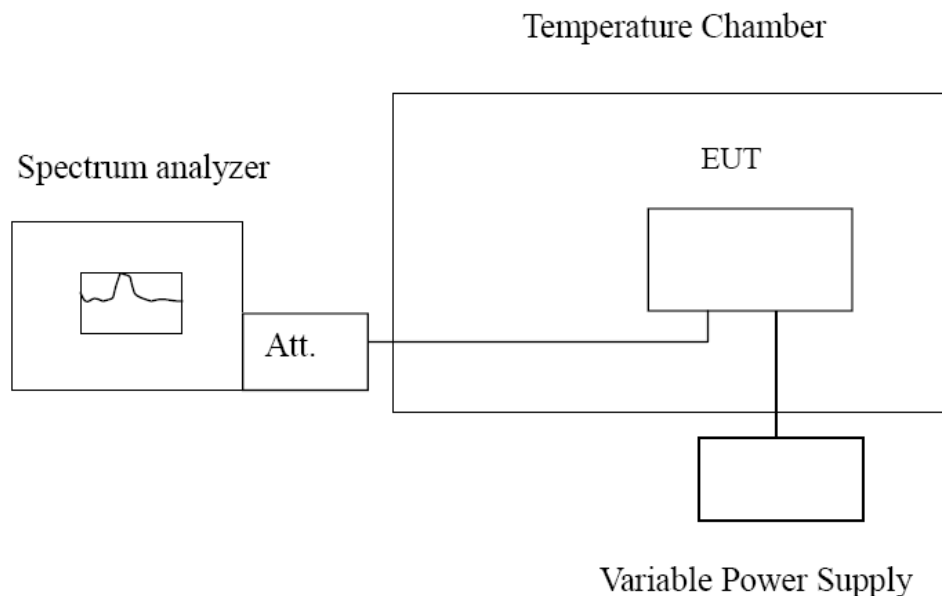 Temperature Chamber
Spectrum analyzer
EUT
Att.
Variable Power Supply